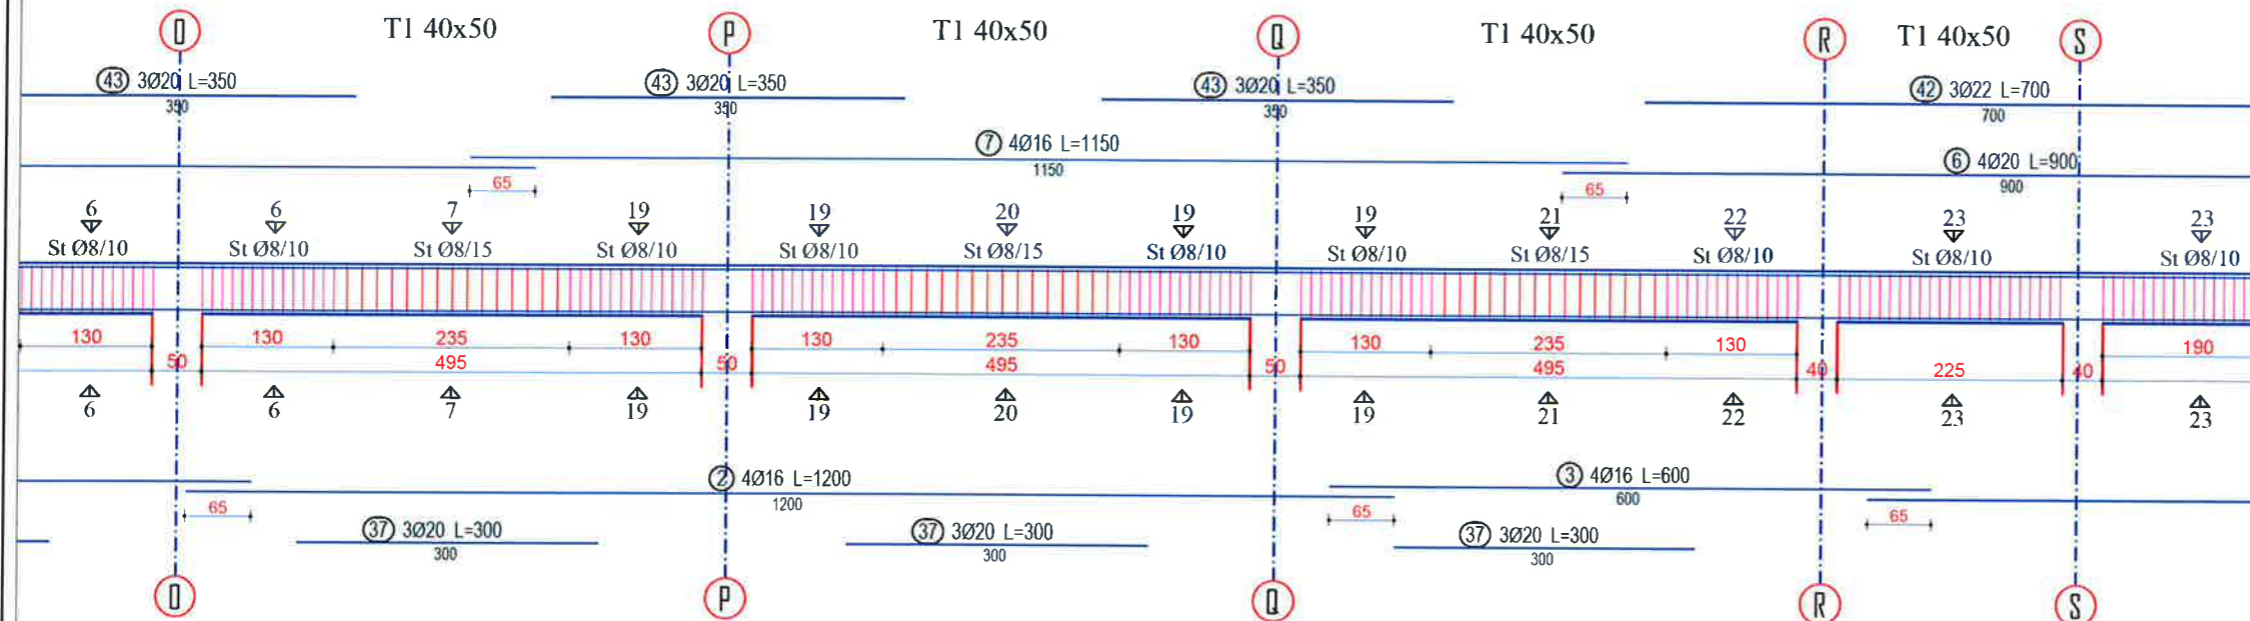 O T1 40x50 P T1 40x50 Q T1 40x50 R T1 40x50 S
43 3Ø20 L=350 43 3Ø20 L=350 43 3Ø20 L=350 42 3Ø22 L=700
350 350 350 700
7 4Ø16 L=1150 6 4Ø20 L=900
1150 900
65 65
6 6 7 19 19 20 19 19 21 22 23 23
St Ø8/10 St Ø8/10 St Ø8/15 St Ø8/10 St Ø8/10 St Ø8/15 St Ø8/10 St Ø8/10 St Ø8/15 St Ø8/10 St Ø8/10 St Ø8/10
130 130 235 130 130 235 130 130 235 130 190
50 495 50 495 50 495 40 225 40
6 6 7 19 19 20 19 19 21 22 23 23
2 4Ø16 L=1200 3 4Ø16 L=600
1200 600
65 65 65
37 3Ø20 L=300 37 3Ø20 L=300 37 3Ø20 L=300
300 300 300
O P Q R S